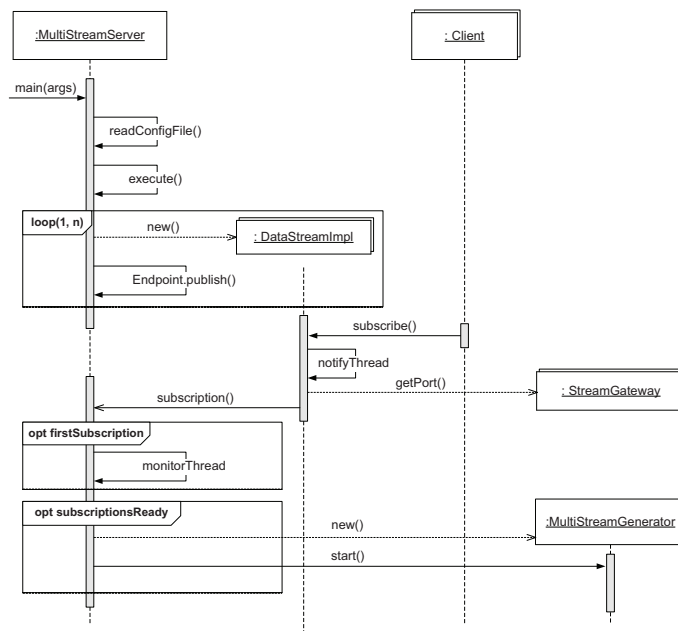 :MultiStreamServer
: Client
main(args)
readConfigFile()
execute()
loop(1, n)
new()
: DataStreamImpl
Endpoint.publish()
subscribe()
notifyThread
getPort()
: StreamGateway
subscription()
opt firstSubscription
monitorThread
opt subscriptionsReady
new()
:MultiStreamGenerator
start()